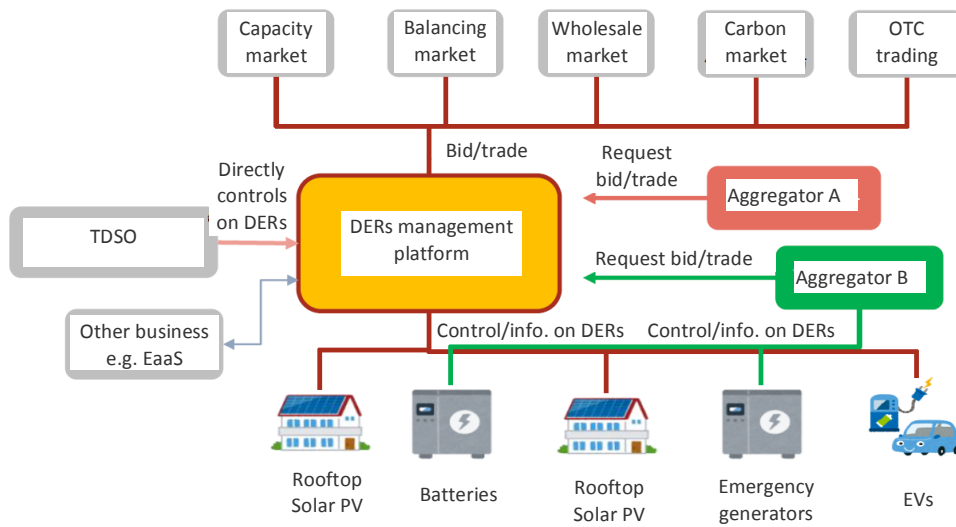 Capacity
market
Balancing
market
Wholesale
market
Carbon
market
OTC
trading
Bid/trade
Request
bid/trade
Directly
controls
on DERs
Aggregator A
TDSO
DERs management
platform
Request bid/trade
Aggregator B
Other business
e.g. EaaS
Control/info. on DERs
Control/info. on DERs
Rooftop
Solar PV
Batteries
Rooftop
Solar PV
Emergency
generators
EVs